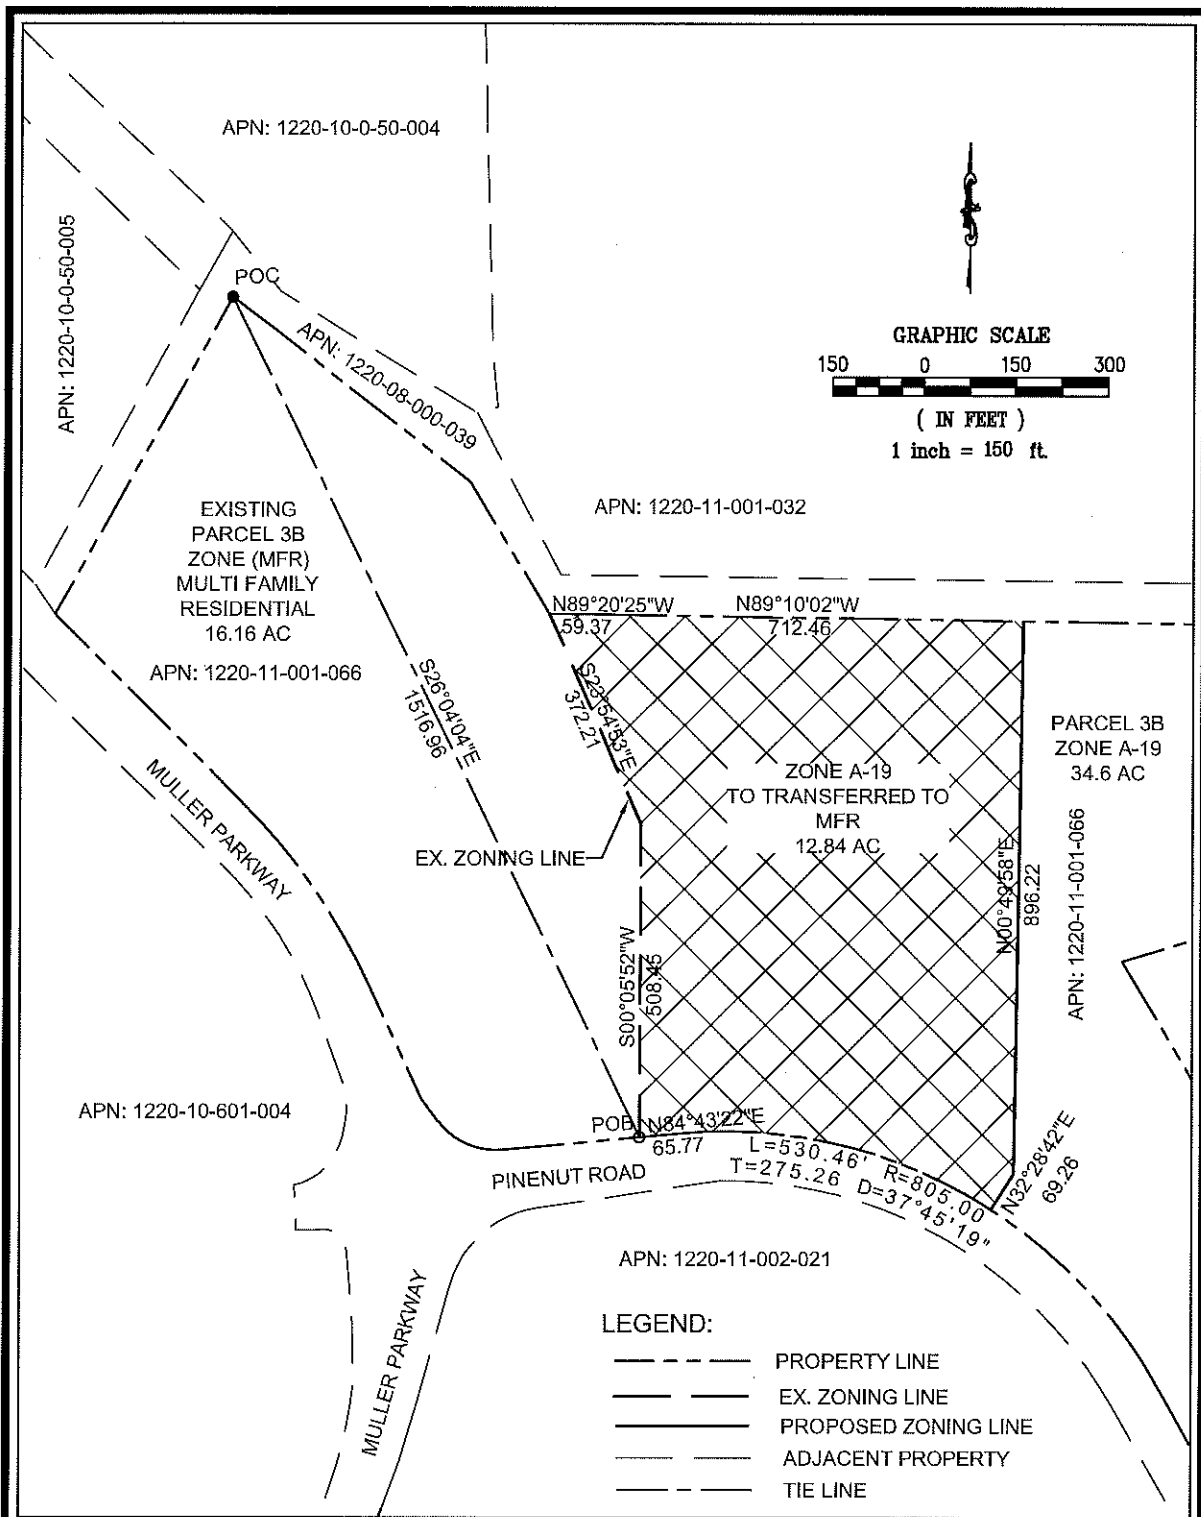 APN: 1220-10-0-50-004
APN: 1220-10-0-50-005
POC
APN: 1220-08-000-039
GRAPHIC SCALE
150 0 150 300
( IN FEET )
1 inch = 150 ft.
EXISTING
PARCEL 3B
ZONE (MFR)
MULTI FAMILY
RESIDENTIAL
16.16 AC
APN: 1220-11-001-066
APN: 1220-11-001-032
N89°20'25"W
59.37
N89°10'02"W
712.46
S26°04'04"E
1516.96
S23°54'53"E
372.21
PARCEL 3B
ZONE A-19
34.6 AC
APN: 1220-11-001-066
ZONE A-19
TO TRANSFERRED TO
MFR
12.84 AC
MULLER PARKWAY
EX. ZONING LINE
N00°49'58"E
896.22
S00°05'52"W
508.45
APN: 1220-10-601-004
POB
N84°43'22"E
65.77
L=530.46' R=805.00
T=275.26 D=37°45'19"
N32°28'42"E
69.26
PINENUT ROAD
APN: 1220-11-002-021
MULLER PARKWAY
LEGEND:
PROPERTY LINE
EX. ZONING LINE
PROPOSED ZONING LINE
ADJACENT PROPERTY
TIE LINE